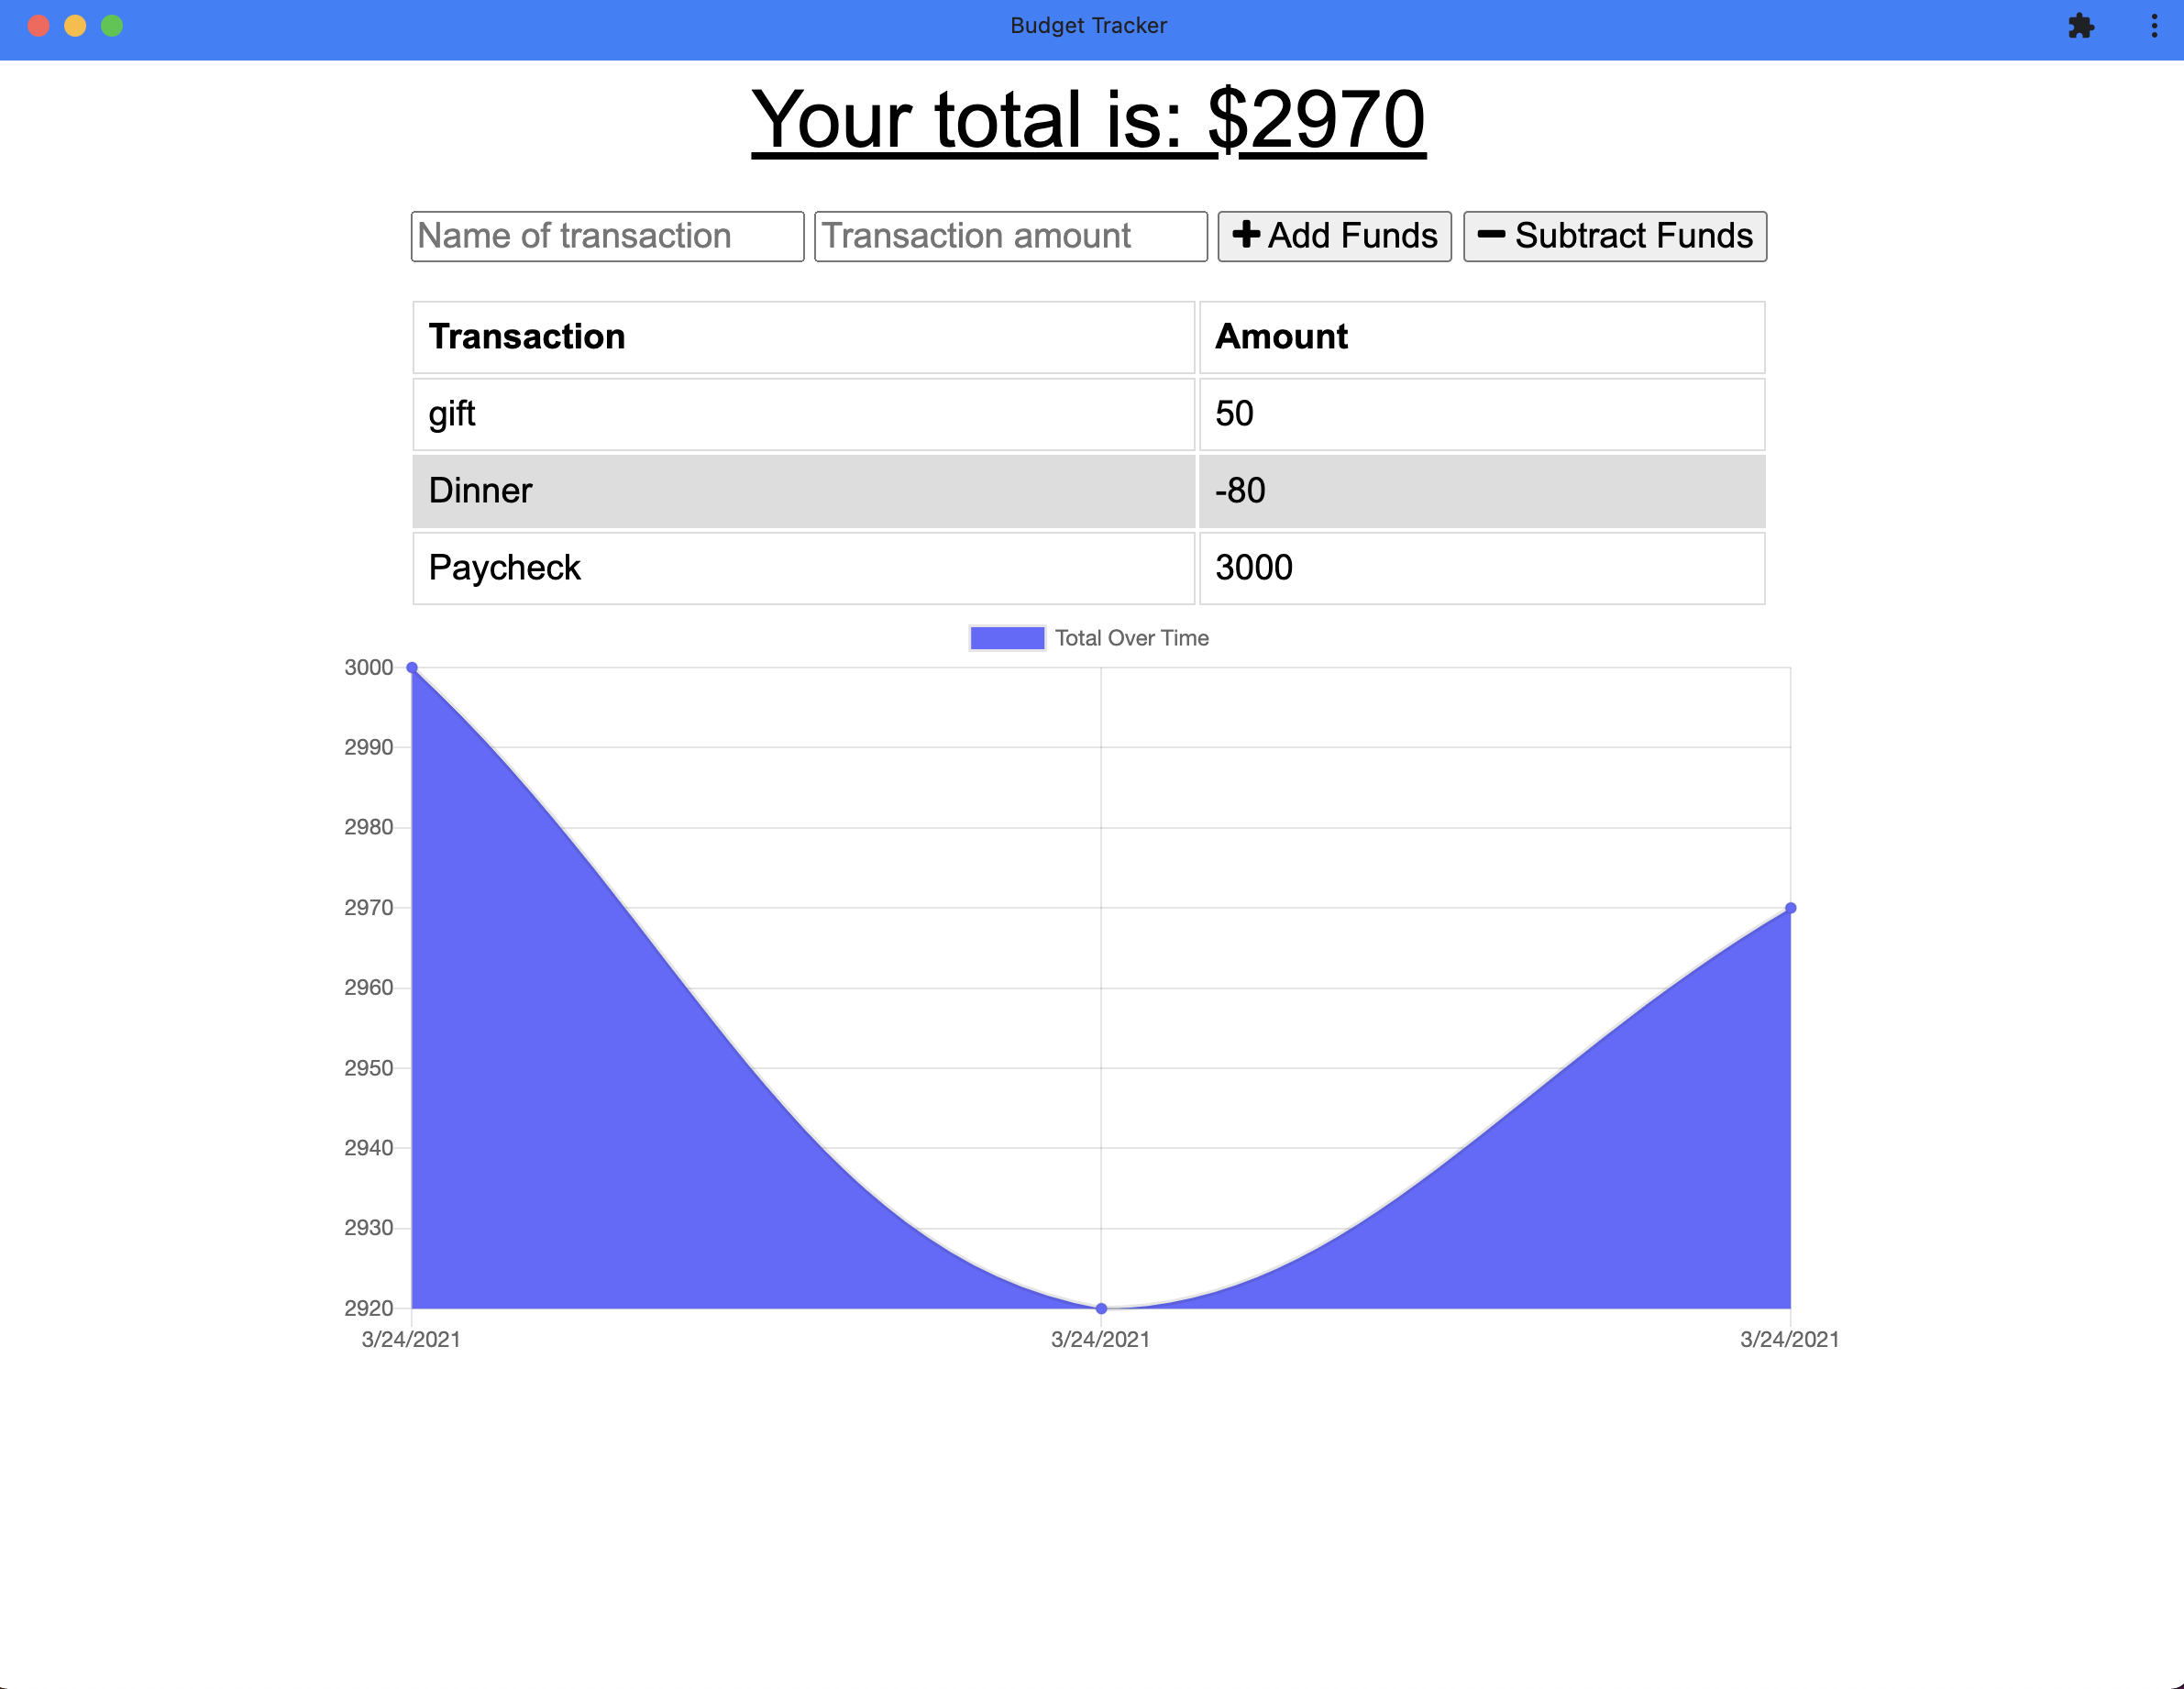 Budget Tracker
Your total is: $2970
Name of transaction Transaction amount Add Funds Subtract Funds
Transaction Amount
gift 50
Dinner -80
Paycheck 3000
Total Over Time
3000
2990
2980
2970
2960
2950
2940
2930
2920
3/24/2021 3/24/2021 3/24/2021